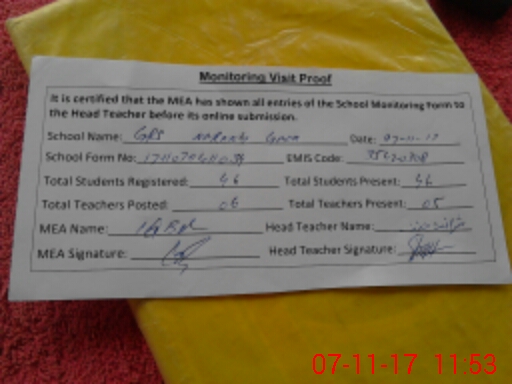 Monitoring Visit Proof
It is certified that the MEA has shown all entries of the School Monitoring Form to
the Head Teacher before its online submission.
School Name: GPS Date: 07-11-17
School Form No: EMIS Code:
Total Students Registered: 46 Total Students Present: 46
Total Teachers Posted: 06 Total Teachers Present: 05
MEA Name: Head Teacher Name:
MEA Signature: Head Teacher Signature:
07-11-17 11:53